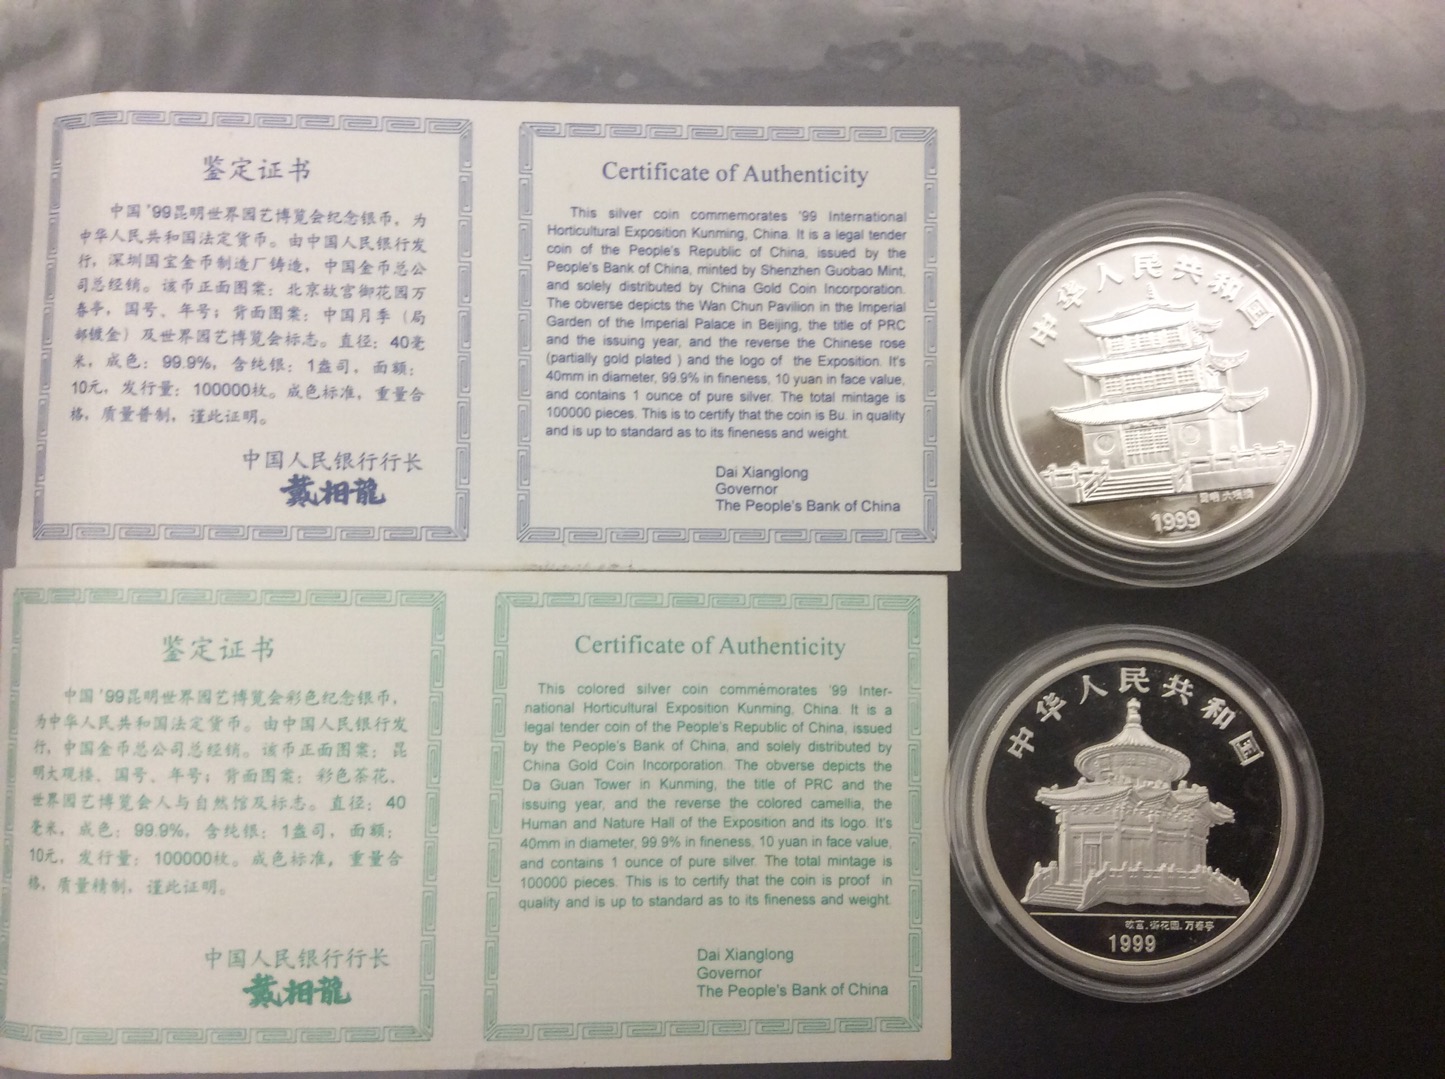 鉴定证书
中国'99昆明世界园艺博览会纪念银币，为
中华人民共和国法定货币。由中国人民银行发
行，深圳国宝金币制造厂铸造，中国金币总公
司总经销。该币正面图案：北京故宫御花园万
春亭，国号、年号；背面图案：中国月季（局
部镀金）及世界园艺博览会标志。直径：40毫
米，成色：99.9%，含纯银：1盎司，面额：
10元，发行量：100000枚。成色标准，重量合
格，质量普制，谨此证明。
中国人民银行行长
戴相龍
Certificate of Authenticity
This silver coin commemorates '99 International
Horticultural Exposition Kunming, China. It is a legal tender
coin of the People's Republic of China, issued by the
People's Bank of China, minted by Shenzhen Guobao Mint,
and solely distributed by China Gold Coin Incorporation.
The obverse depicts the Wan Chun Pavilion in the Imperial
Garden of the Imperial Palace in Beijing, the title of PRC
and the issuing year, and the reverse the Chinese rose
(partially gold plated ) and the logo of the Exposition. It's
40mm in diameter, 99.9% in fineness, 10 yuan in face value,
and contains 1 ounce of pure silver. The total mintage is
100000 pieces. This is to certify that the coin is Bu. in quality
and is up to standard as to its fineness and weight.
Dai Xianglong
Governor
The People's Bank of China
中华人民共和国
昆明·大观楼
1999
鉴定证书
中国'99昆明世界园艺博览会彩色纪念银币，
为中华人民共和国法定货币。由中国人民银行发
行，中国金币总公司总经销。该币正面图案：昆
明大观楼、国号、年号；背面图案：彩色茶花、
世界园艺博览会人与自然馆及标志。直径：40
毫米，成色：99.9%，含纯银：1盎司，面额：
10元，发行量：100000枚。成色标准，重量合
格，质量精制，谨此证明。
中国人民银行行长
戴相龍
Certificate of Authenticity
This colored silver coin commemorates '99 Inter-
national Horticultural Exposition Kunming, China. It is a
legal tender coin of the People's Republic of China, issued
by the People's Bank of China, and solely distributed by
China Gold Coin Incorporation. The obverse depicts the
Da Guan Tower in Kunming, the title of PRC and the
issuing year, and the reverse the colored camellia, the
Human and Nature Hall of the Exposition and its logo. It's
40mm in diameter, 99.9% in fineness, 10 yuan in face value,
and contains 1 ounce of pure silver. The total mintage is
100000 pieces. This is to certify that the coin is proof in
quality and is up to standard as to its fineness and weight.
Dai Xianglong
Governor
The People's Bank of China
中华人民共和国
故宫.御花园.万春亭
1999